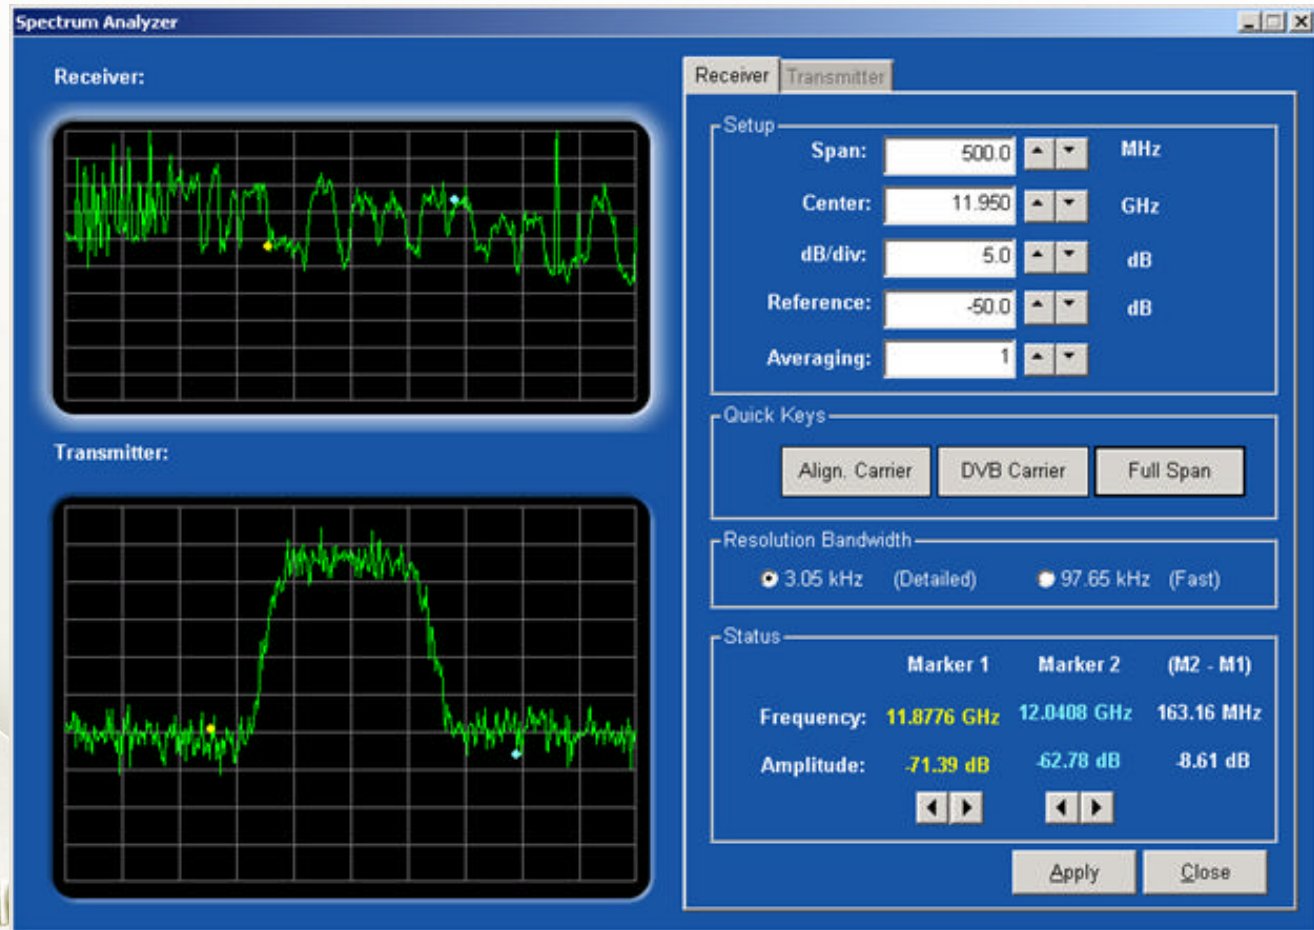 Spectrum Analyzer
Receiver:
Transmitter:
Receiver Transmitter
Setup
Span: 500.0 MHz
Center: 11.950 GHz
dB/div: 5.0 dB
Reference: -50.0 dB
Averaging: 1
Quick Keys
Align. Carrier DVB Carrier Full Span
Resolution Bandwidth
3.05 kHz (Detailed) 97.65 kHz (Fast)
Status
Marker 1 Marker 2 (M2 - M1)
Frequency: 11.8776 GHz 12.0408 GHz 163.16 MHz
Amplitude: -71.39 dB -62.78 dB -8.61 dB
Apply Close